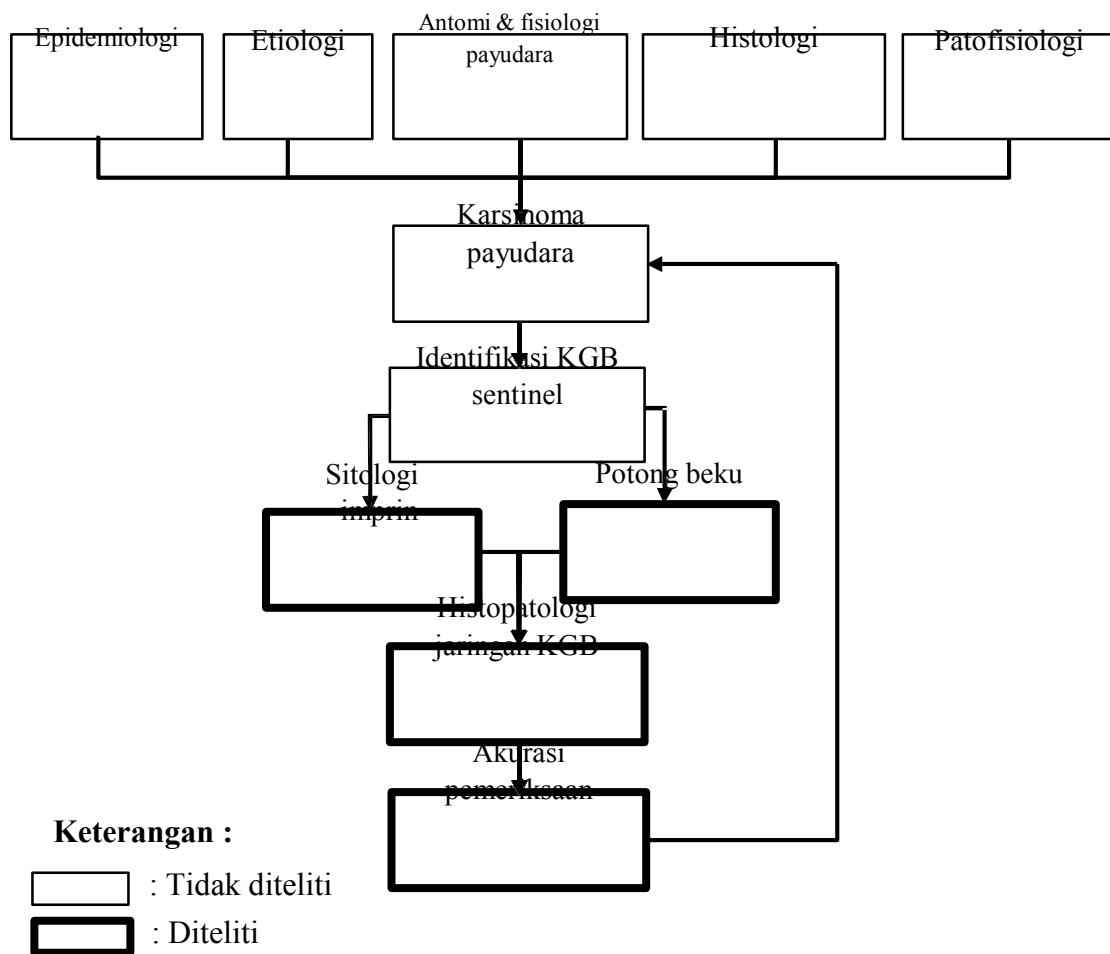 Epidemiologi
Etiologi
Antomi & fisiologi
payudara
Histologi
Patofisiologi
Karsinoma
payudara
Identifikasi KGB
sentinel
Sitologi
imprin
Potong beku
Histopatologi
jaringan KGB
Akurasi
pemeriksaan
Keterangan :
: Tidak diteliti
: Diteliti